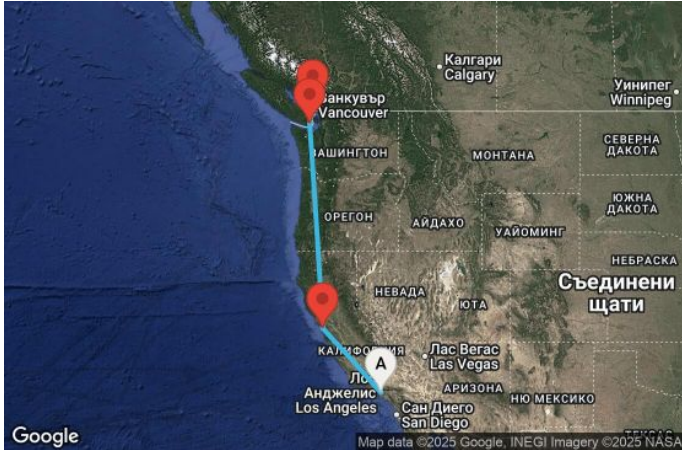 Калгари
Calgary
Уинипег
Winnipeg
Ванкувър
Vancouver
ВАШИНГТОН
МОНТАНА
СЕВЕРНА
ДАКОТА
ЮЖНА
ДАКОТА
ОРЕГОН
АЙДАХО
УАЙОМИНГ
НЕБРАСКА
Съединени
щати
НЕВАДА
ЮТА
КАЛИФОРНИЯ
Лас Вегас
Las Vegas
A
Лос
Анджелис
Los Angeles
АРИЗОНА
НЮ МЕКСИКО
Сан Диего
San Diego
ТЕКСАС
Google
Map data ©2025 Google, INEGI Imagery ©2025 NASA